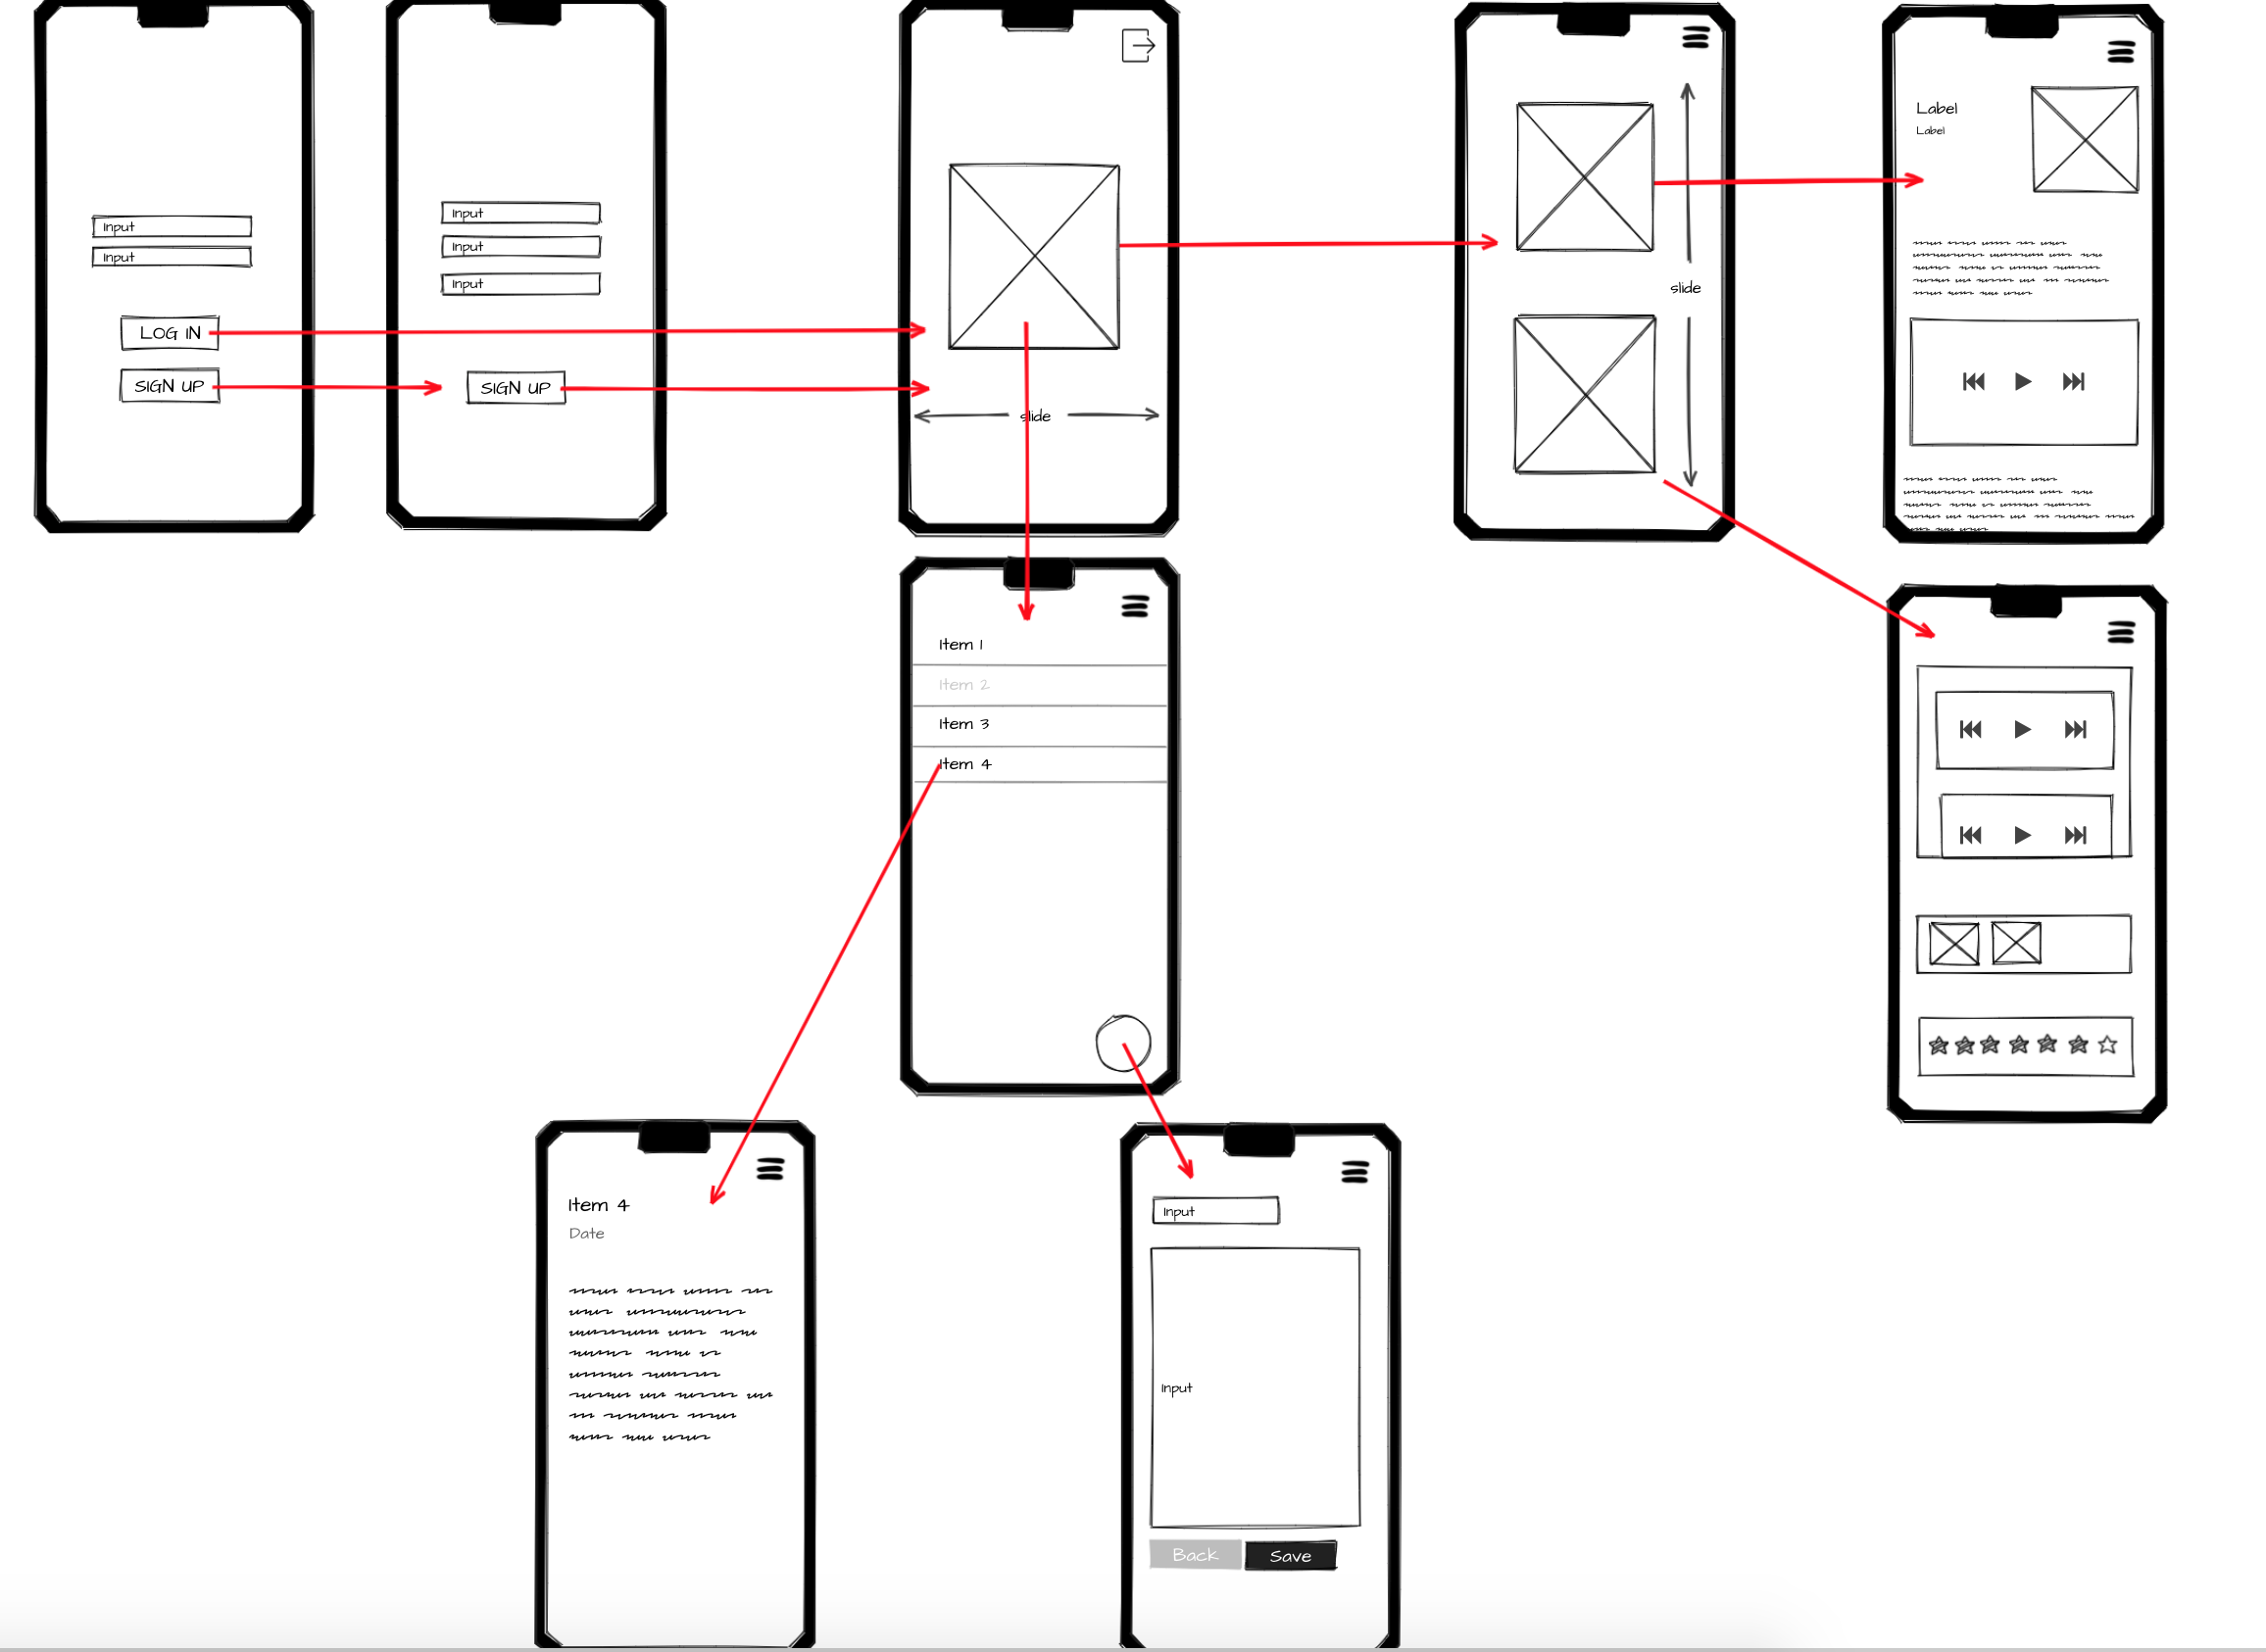 Input
Input
LOG IN
SIGN UP
Input
Input
Input
SIGN UP
slide
slide
Label
Label
Item 1
Item 2
Item 3
Item 4
Item 4
Date
Input
Input
Back
Save